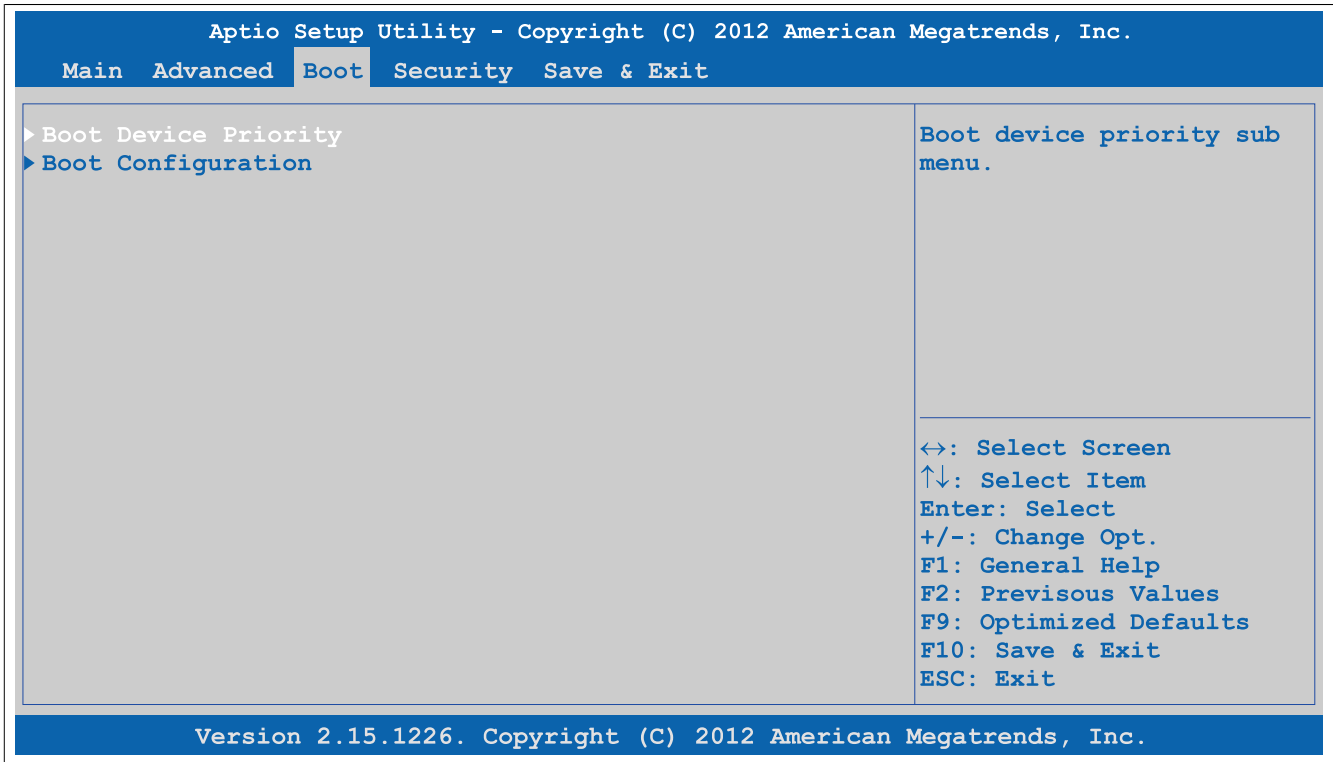 Aptio Setup Utility - Copyright (C) 2012 American Megatrends, Inc.
Main Advanced Boot Security Save & Exit
Boot Device Priority
Boot Configuration
Boot device priority sub
menu.
↔: Select Screen
↑↓: Select Item
Enter: Select
+/-: Change Opt.
F1: General Help
F2: Previsous Values
F9: Optimized Defaults
F10: Save & Exit
ESC: Exit
Version 2.15.1226. Copyright (C) 2012 American Megatrends, Inc.